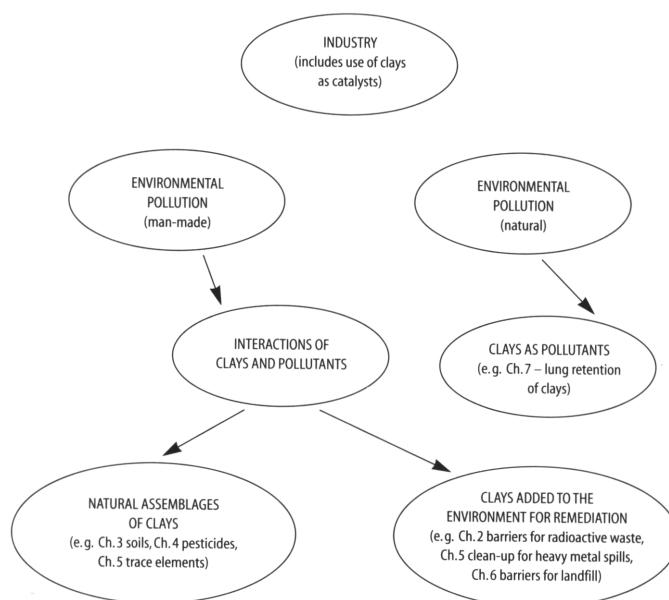 INDUSTRY
(includes use of clays
as catalysts)
ENVIRONMENTAL
POLLUTION
(man-made)
ENVIRONMENTAL
POLLUTION
(natural)
INTERACTIONS OF
CLAYS AND POLLUTANTS
CLAYS AS POLLUTANTS
(e.g. Ch.7 – lung retention
of clays)
NATURAL ASSEMBLAGES
OF CLAYS
(e.g. Ch.3 soils, Ch.4 pesticides,
Ch.5 trace elements)
CLAYS ADDED TO THE
ENVIRONMENT FOR REMEDIATION
(e.g. Ch.2 barriers for radioactive waste,
Ch.5 clean-up for heavy metal spills,
Ch.6 barriers for landfill)